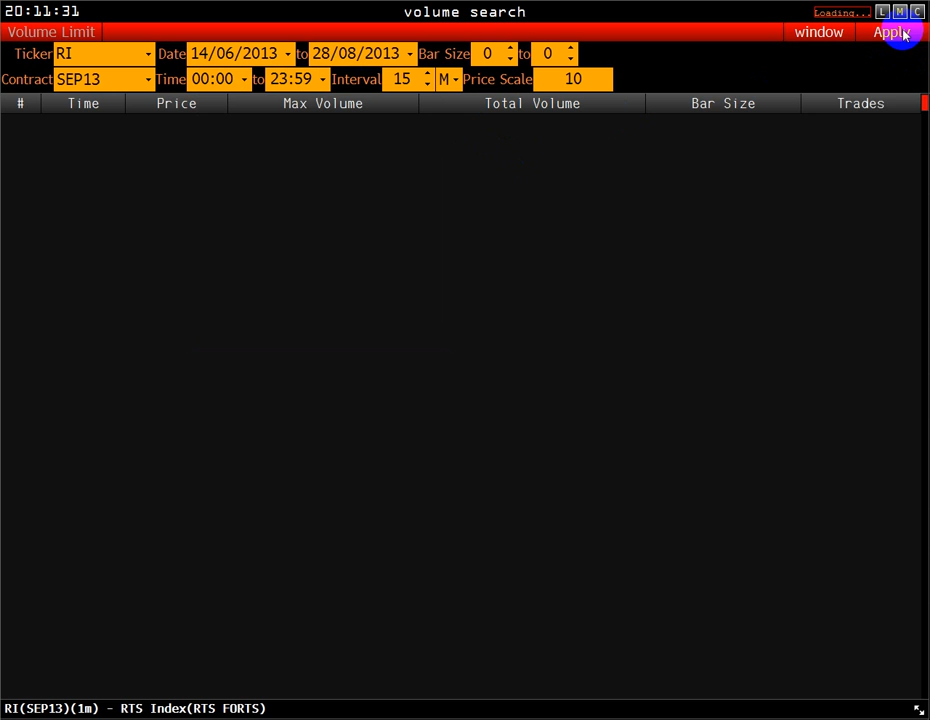 20:11:31 volume search Loading... L M C
Volume Limit window Apply
Ticker RI Date 14/06/2013 to 28/08/2013 Bar Size 0 to 0
Contract SEP13 Time 00:00 to 23:59 Interval 15 M Price Scale 10
# Time Price Max Volume Total Volume Bar Size Trades
RI(SEP13)(1m) - RTS Index(RTS FORTS)